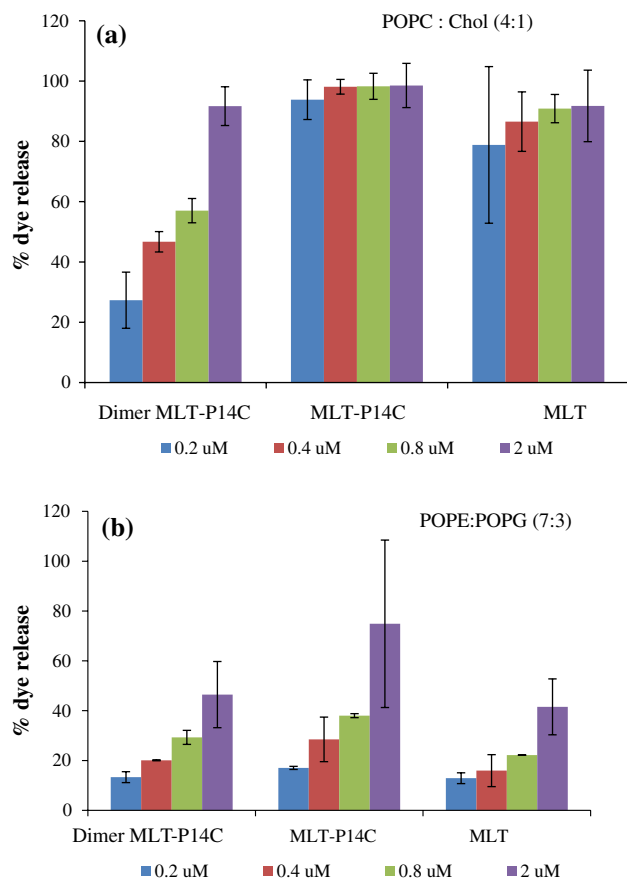 (a)
POPC : Chol (4:1)
120
100
80
60
40
20
0
% dye release
Dimer MLT-P14C MLT-P14C MLT
0.2 uM 0.4 uM 0.8 uM 2 uM
(b)
POPE:POPG (7:3)
120
100
80
60
40
20
0
% dye release
Dimer MLT-P14C MLT-P14C MLT
0.2 uM 0.4 uM 0.8 uM 2 uM